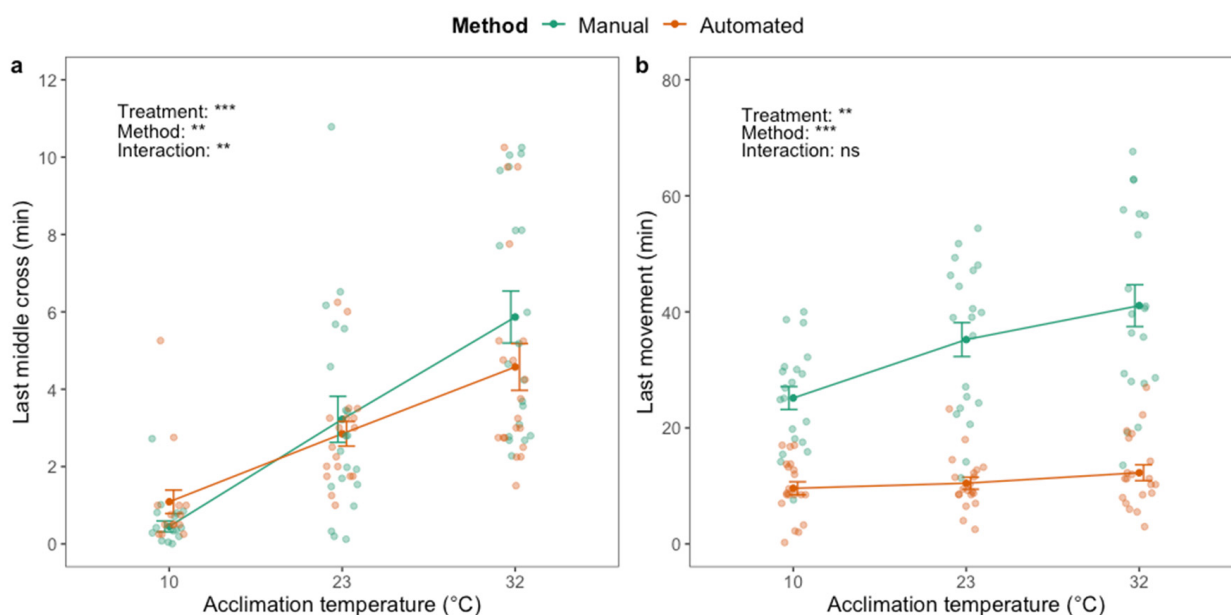 Method Manual Automated
a
12
10
8
6
4
2
0
Last middle cross (min)
Treatment: ***
Method: **
Interaction: **
10 23 32
Acclimation temperature (°C)
b
80
60
40
20
0
Last movement (min)
Treatment: **
Method: ***
Interaction: ns
10 23 32
Acclimation temperature (°C)